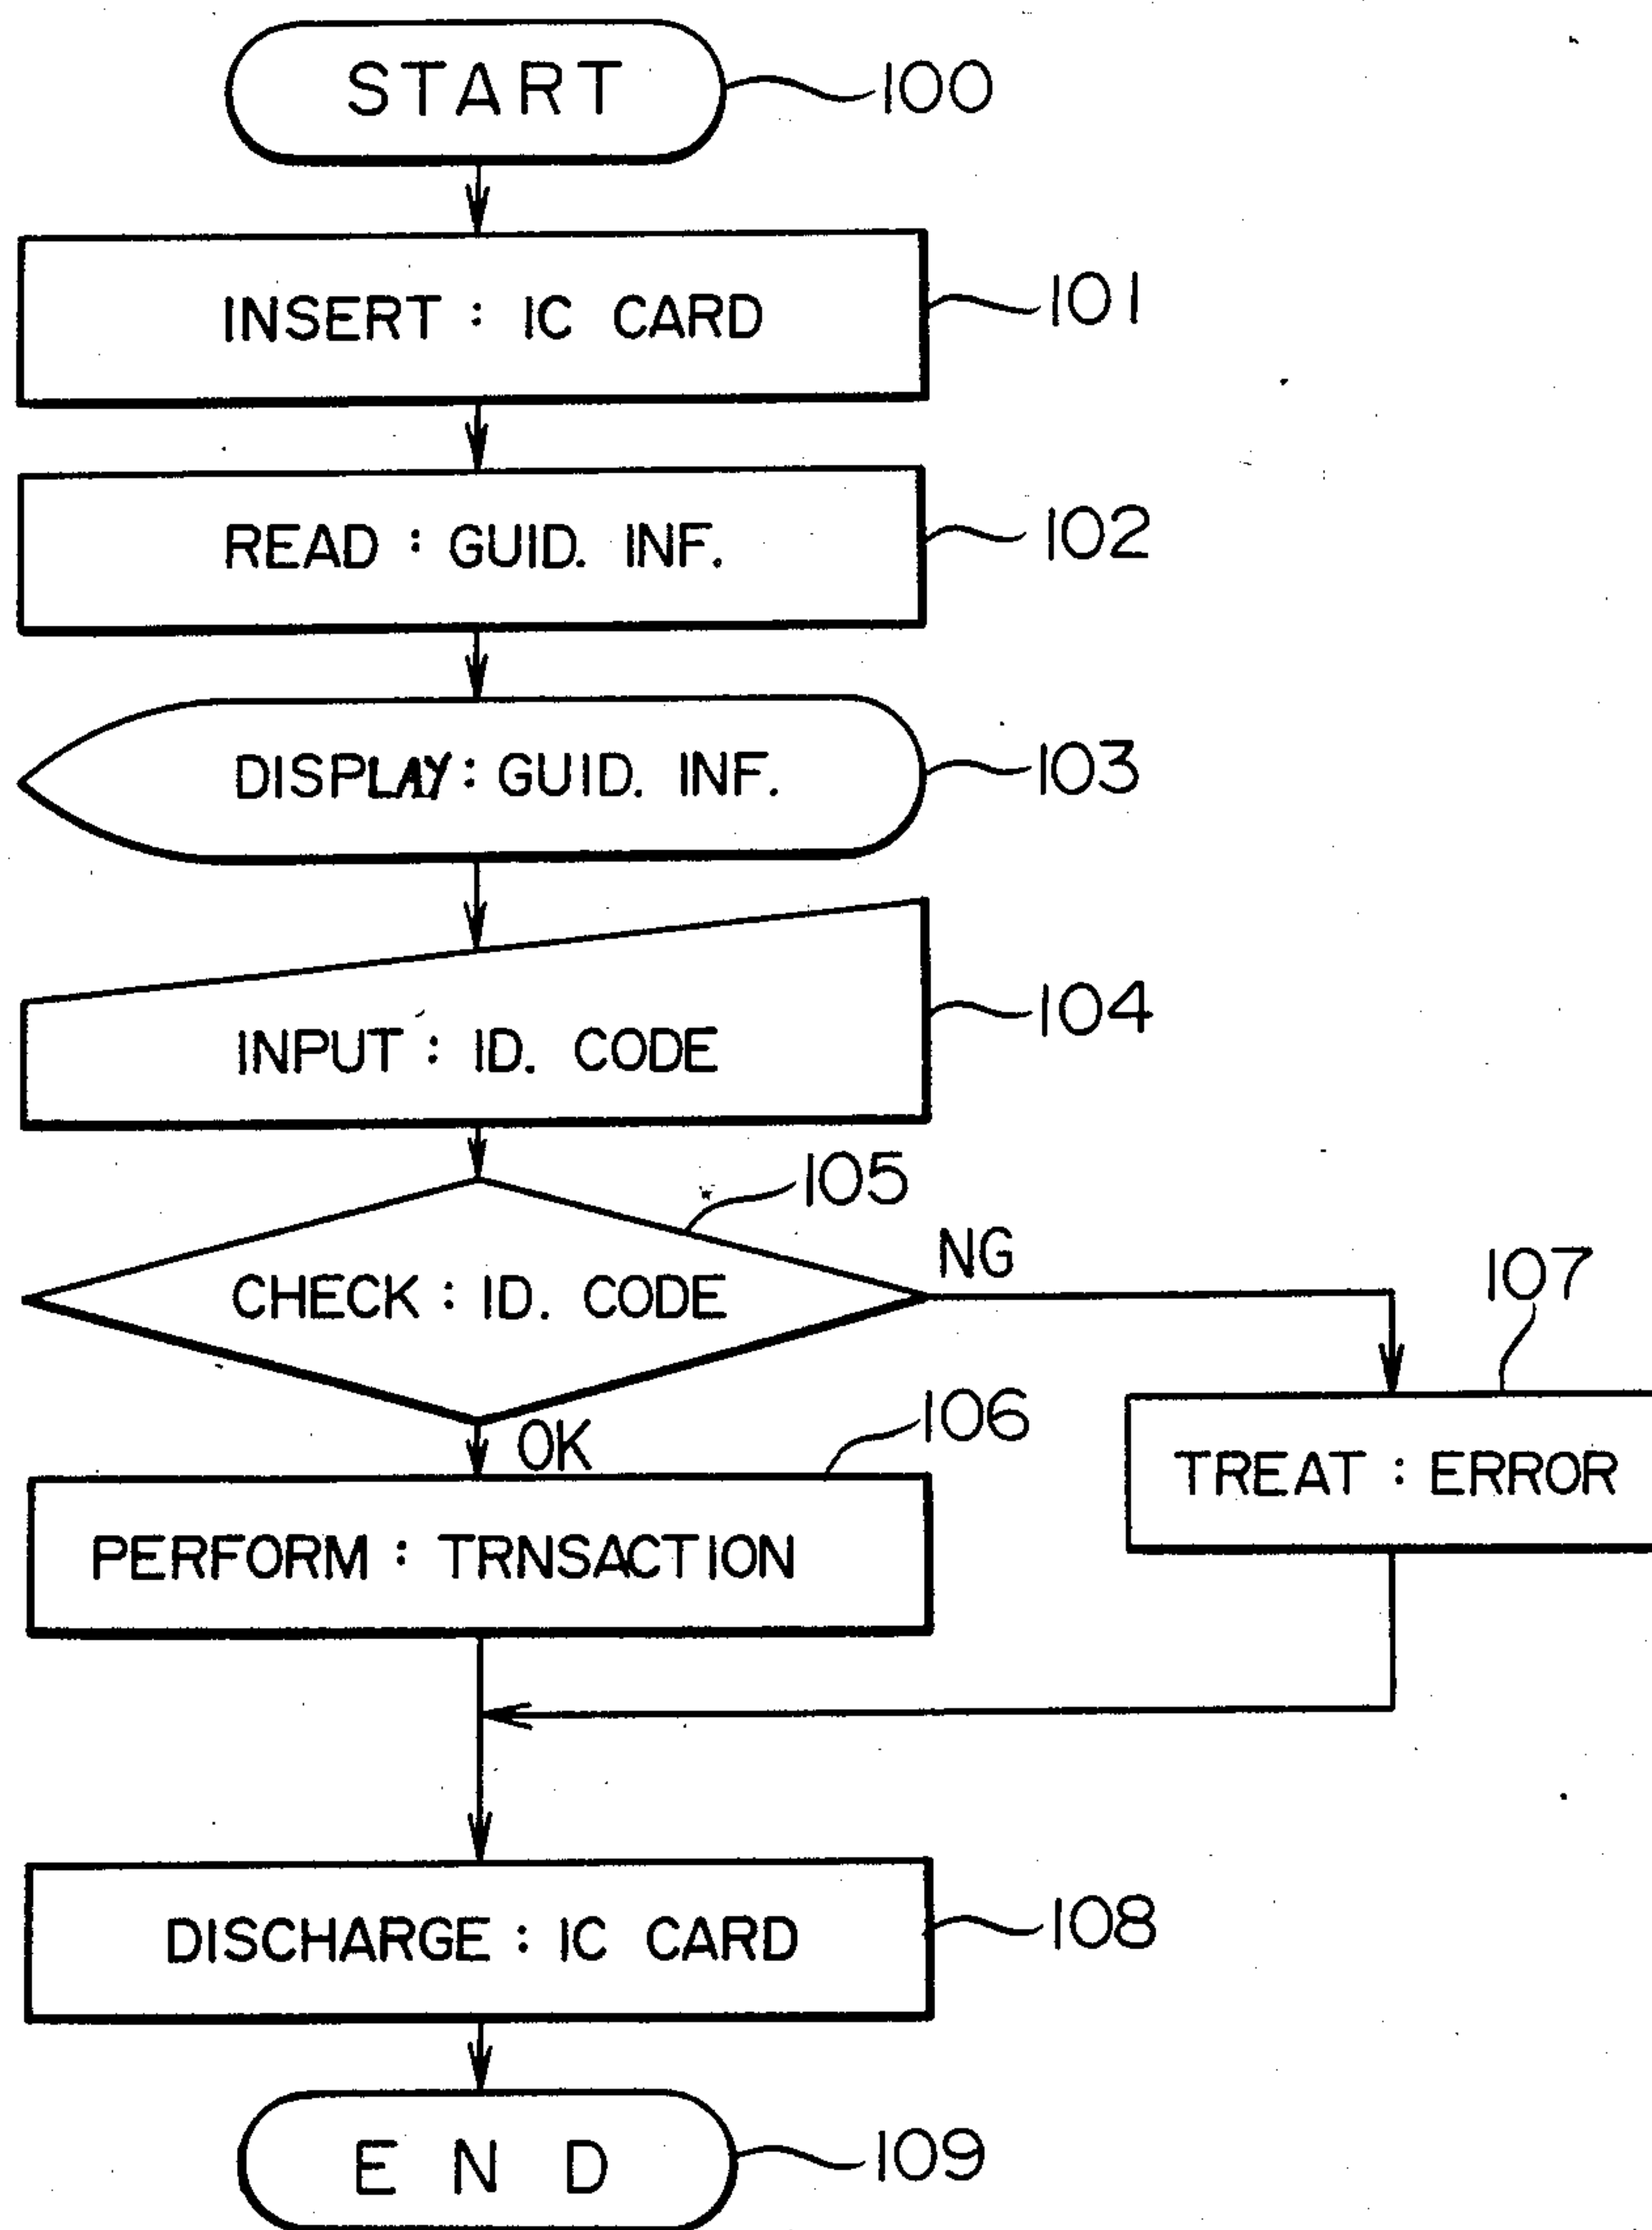 START
100
INSERT : IC CARD
101
READ : GUID. INF.
102
DISPLAY : GUID. INF.
103
INPUT : ID. CODE
104
105
CHECK : ID. CODE
NG
107
OK
106
TREAT : ERROR
PERFORM : TRNSACTION
DISCHARGE : IC CARD
108
END
109